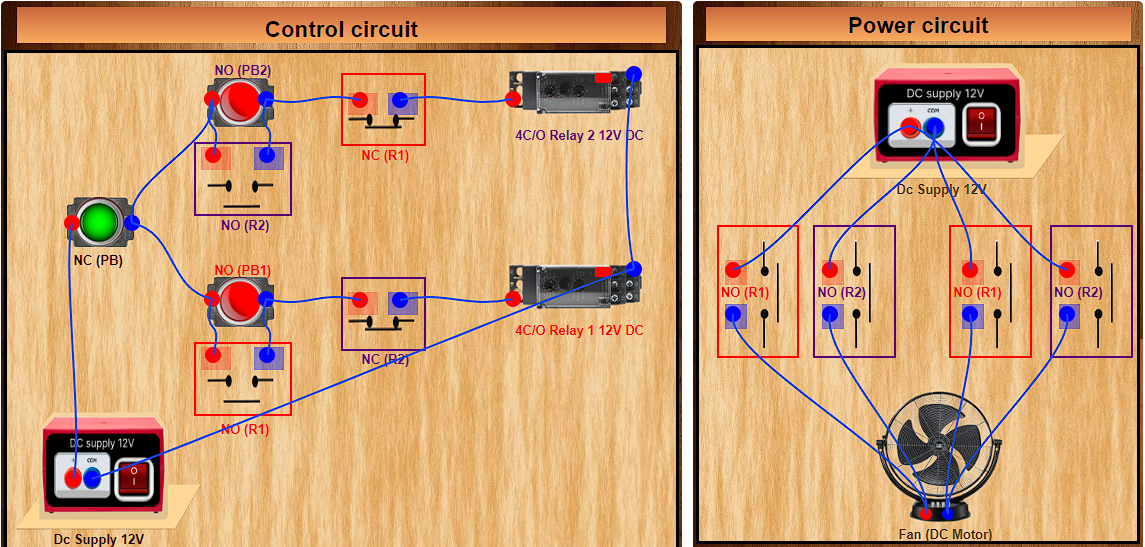 Control circuit
NO (PB2)
NC (R1)
4C/O Relay 2 12V DC
NO (R2)
NC (PB)
NO (PB1)
4C/O Relay 1 12V DC
NC (R2)
NO (R1)
DC supply 12V
+ COM
O
I
Dc Supply 12V
Power circuit
DC supply 12V
+ COM
O
I
Dc Supply 12V
NO (R1)
NO (R2)
NO (R1)
NO (R2)
Fan (DC Motor)